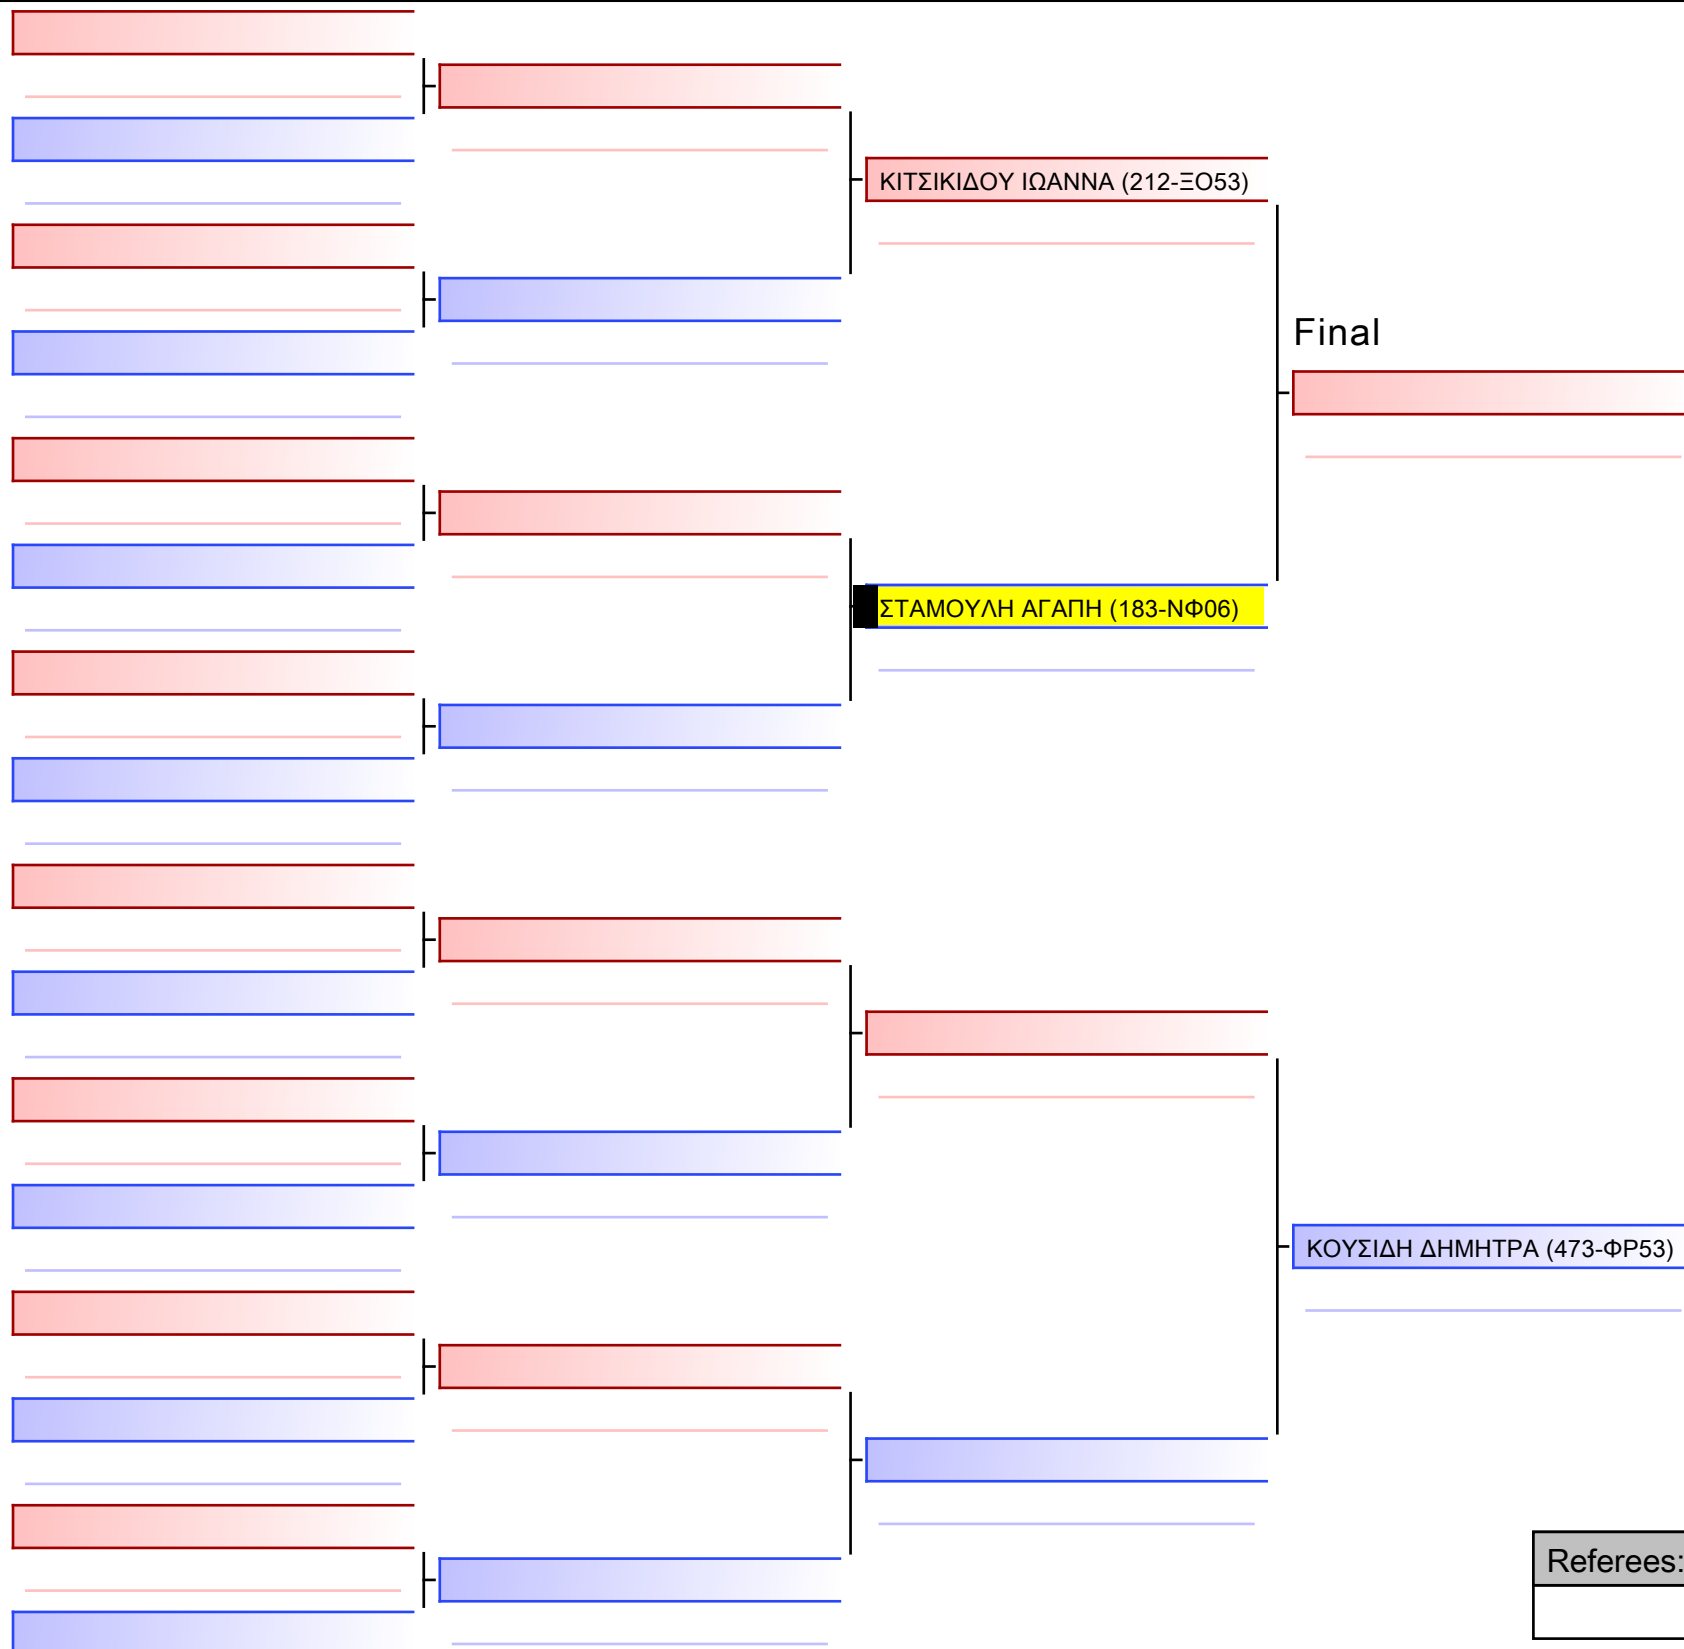 ΚΙΤΣΙΚΙΔΟΥ ΙΩΑΝΝΑ (212-ΞΟ53)
Final
ΣΤΑΜΟΥΛΗ ΑΓΑΠΗ (183-ΝΦ06)
ΚΟΥΣΙΔΗ ΔΗΜΗΤΡΑ (473-ΦΡ53)
Referees: